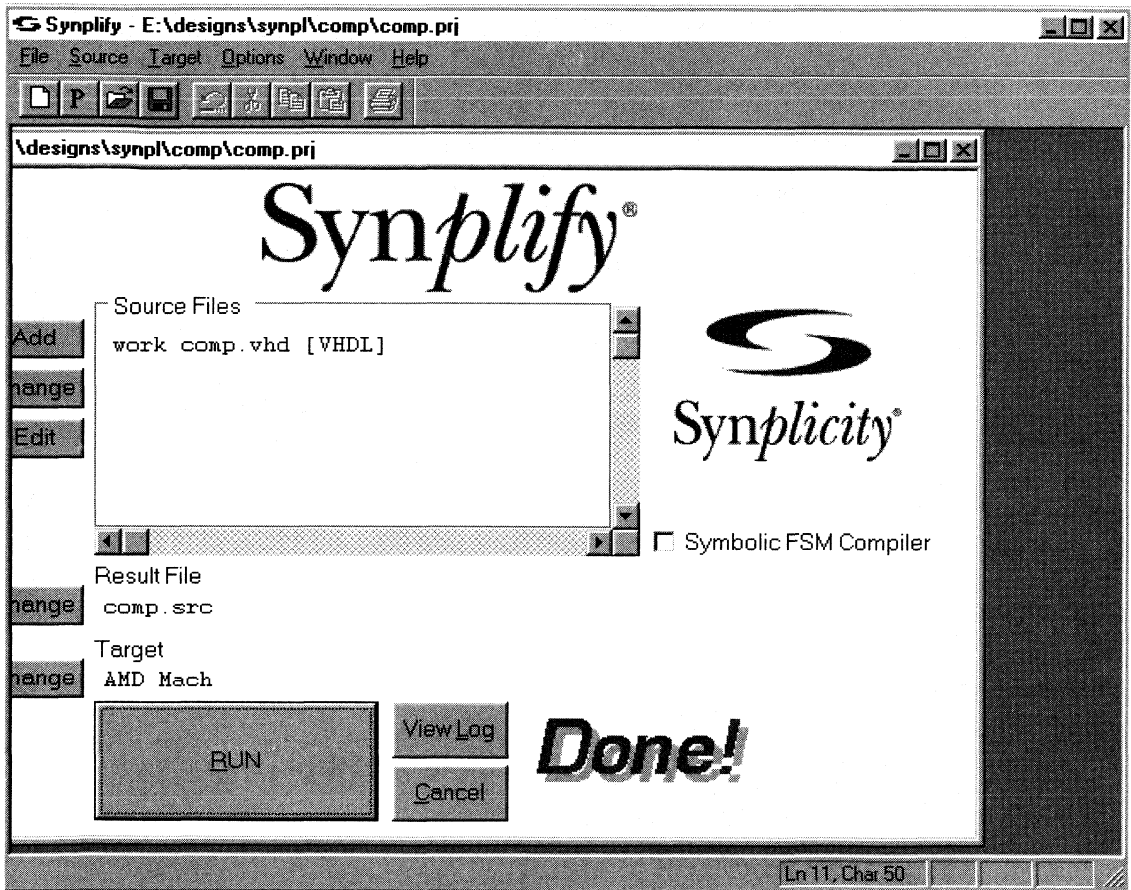 Synplify - E:\designs\synpl\comp\comp.prj
File Source Target Options Window Help
P
\designs\synpl\comp\comp.prj
Synplify®
Source Files
Add
work comp.vhd [VHDL]
hange
Edit
Synplicity®
Symbolic FSM Compiler
Result File
hange
comp.src
Target
hange
AMD Mach
RUN
View Log
Cancel
Done!
Ln 11, Char 50